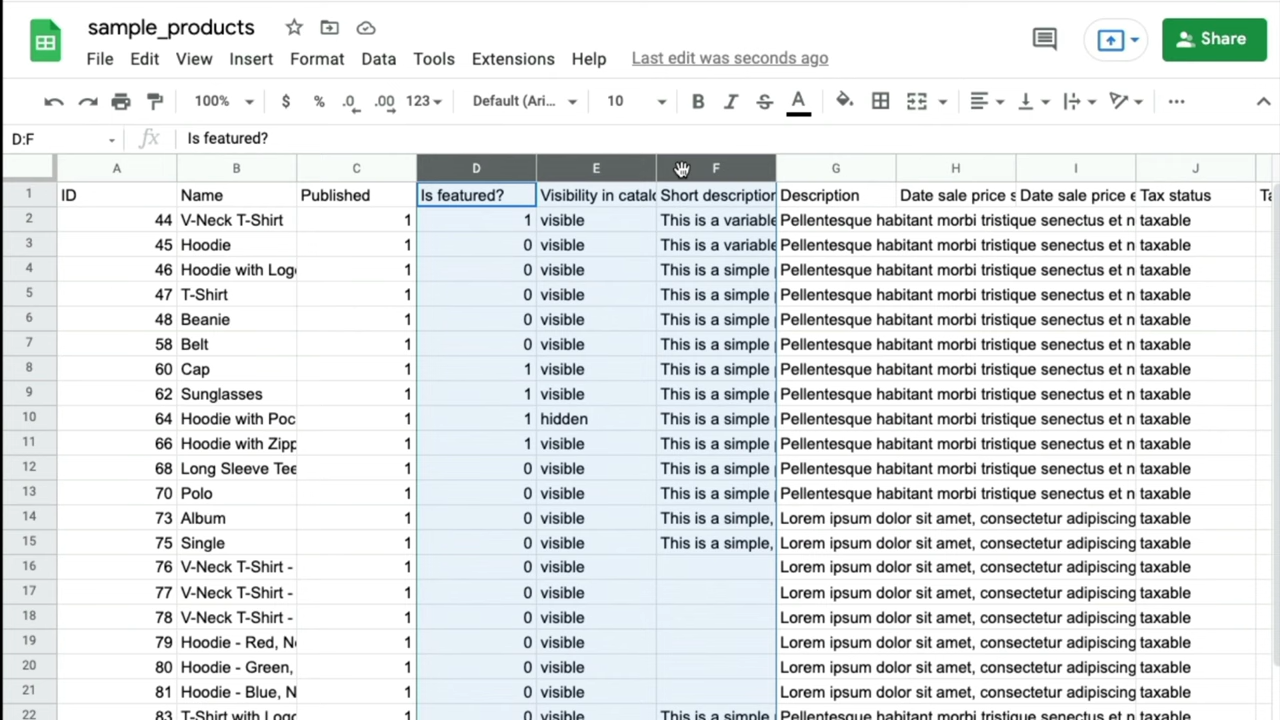 sample_products
File Edit View Insert Format Data Tools Extensions Help Last edit was seconds ago
Share
100% $ % .0 .00 123 Default (Ari... 10 B I S A ...
D:F fx Is featured?
A B C D E F G H I J
1 ID Name Published Is featured? Visibility in catalo Short description Description Date sale price s Date sale price e Tax status Ta
2 44 V-Neck T-Shirt 1 1 visible This is a variable Pellentesque habitant morbi tristique senectus et n taxable
3 45 Hoodie 1 0 visible This is a variable Pellentesque habitant morbi tristique senectus et n taxable
4 46 Hoodie with Logo 1 0 visible This is a simple p Pellentesque habitant morbi tristique senectus et n taxable
5 47 T-Shirt 1 0 visible This is a simple p Pellentesque habitant morbi tristique senectus et n taxable
6 48 Beanie 1 0 visible This is a simple p Pellentesque habitant morbi tristique senectus et n taxable
7 58 Belt 1 0 visible This is a simple p Pellentesque habitant morbi tristique senectus et n taxable
8 60 Cap 1 1 visible This is a simple p Pellentesque habitant morbi tristique senectus et n taxable
9 62 Sunglasses 1 1 visible This is a simple p Pellentesque habitant morbi tristique senectus et n taxable
10 64 Hoodie with Poc 1 1 hidden This is a simple p Pellentesque habitant morbi tristique senectus et n taxable
11 66 Hoodie with Zipp 1 1 visible This is a simple p Pellentesque habitant morbi tristique senectus et n taxable
12 68 Long Sleeve Tee 1 0 visible This is a simple p Pellentesque habitant morbi tristique senectus et n taxable
13 70 Polo 1 0 visible This is a simple p Pellentesque habitant morbi tristique senectus et n taxable
14 73 Album 1 0 visible This is a simple, Lorem ipsum dolor sit amet, consectetur adipiscing taxable
15 75 Single 1 0 visible This is a simple, Lorem ipsum dolor sit amet, consectetur adipiscing taxable
16 76 V-Neck T-Shirt - 1 0 visible Lorem ipsum dolor sit amet, consectetur adipiscing taxable
17 77 V-Neck T-Shirt - 1 0 visible Lorem ipsum dolor sit amet, consectetur adipiscing taxable
18 78 V-Neck T-Shirt - 1 0 visible Lorem ipsum dolor sit amet, consectetur adipiscing taxable
19 79 Hoodie - Red, N 1 0 visible Lorem ipsum dolor sit amet, consectetur adipiscing taxable
20 80 Hoodie - Green, 1 0 visible Lorem ipsum dolor sit amet, consectetur adipiscing taxable
21 81 Hoodie - Blue, N 1 0 visible Lorem ipsum dolor sit amet, consectetur adipiscing taxable
22 83 T-Shirt with Logo 1 0 visible This is a simple p Pellentesque habitant morbi tristique senectus et n taxable